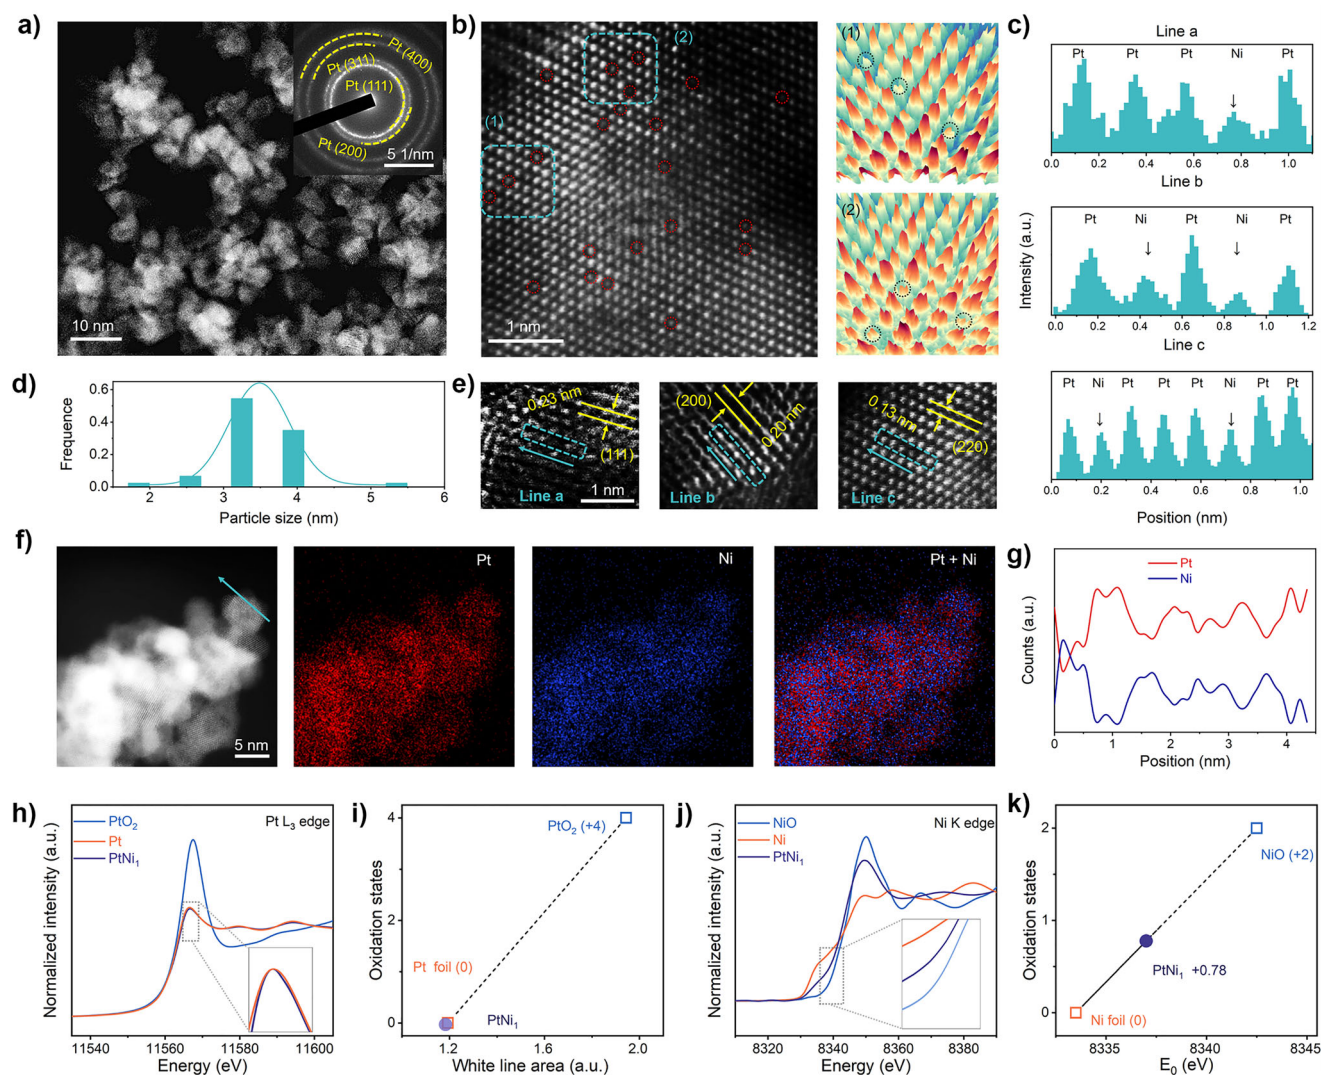 a)
Pt (400)
Pt (311)
Pt (111)
Pt (200)
5 1/nm
10 nm
b)
(2)
(1)
1 nm
(1)
(2)
c)
Line a
Pt Pt Pt Ni Pt
0.0 0.2 0.4 0.6 0.8 1.0
Line b
Pt Ni Pt Ni Pt
0.0 0.2 0.4 0.6 0.8 1.0 1.2
Line c
Pt Ni Pt Pt Pt Ni Pt Pt
0.0 0.2 0.4 0.6 0.8 1.0
Position (nm)
Intensity (a.u.)
d)
Frequence
0.6
0.4
0.2
0.0
2 3 4 5 6
Particle size (nm)
e)
0.23 nm
(111)
Line a
1 nm
(200)
0.20 nm
Line b
0.13 nm
(220)
Line c
f)
5 nm
Pt
Ni
Pt + Ni
g)
Pt
Ni
Counts (a.u.)
0 1 2 3 4
Position (nm)
h)
PtO2
Pt
PtNi1
Pt L3 edge
Normalized intensity (a.u.)
11540 11560 11580 11600
Energy (eV)
i)
Oxidation states
4
3
2
1
0
PtO2 (+4)
Pt foil (0)
PtNi1
1.2 1.6 2.0
White line area (a.u.)
j)
NiO
Ni
PtNi1
Ni K edge
Normalized intensity (a.u.)
8320 8340 8360 8380
Energy (eV)
k)
Oxidation states
2
1
0
NiO (+2)
PtNi1 +0.78
Ni foil (0)
8335 8340 8345
E0 (eV)